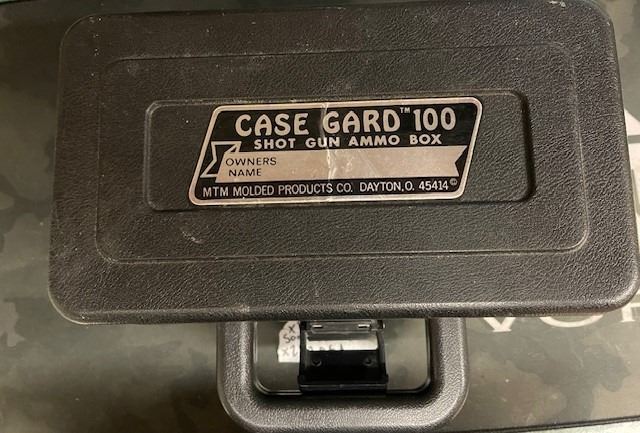 CASE GARD™ 100
SHOT GUN AMMO BOX
OWNERS
NAME
MTM MOLDED PRODUCTS CO. DAYTON, O. 45414 ©